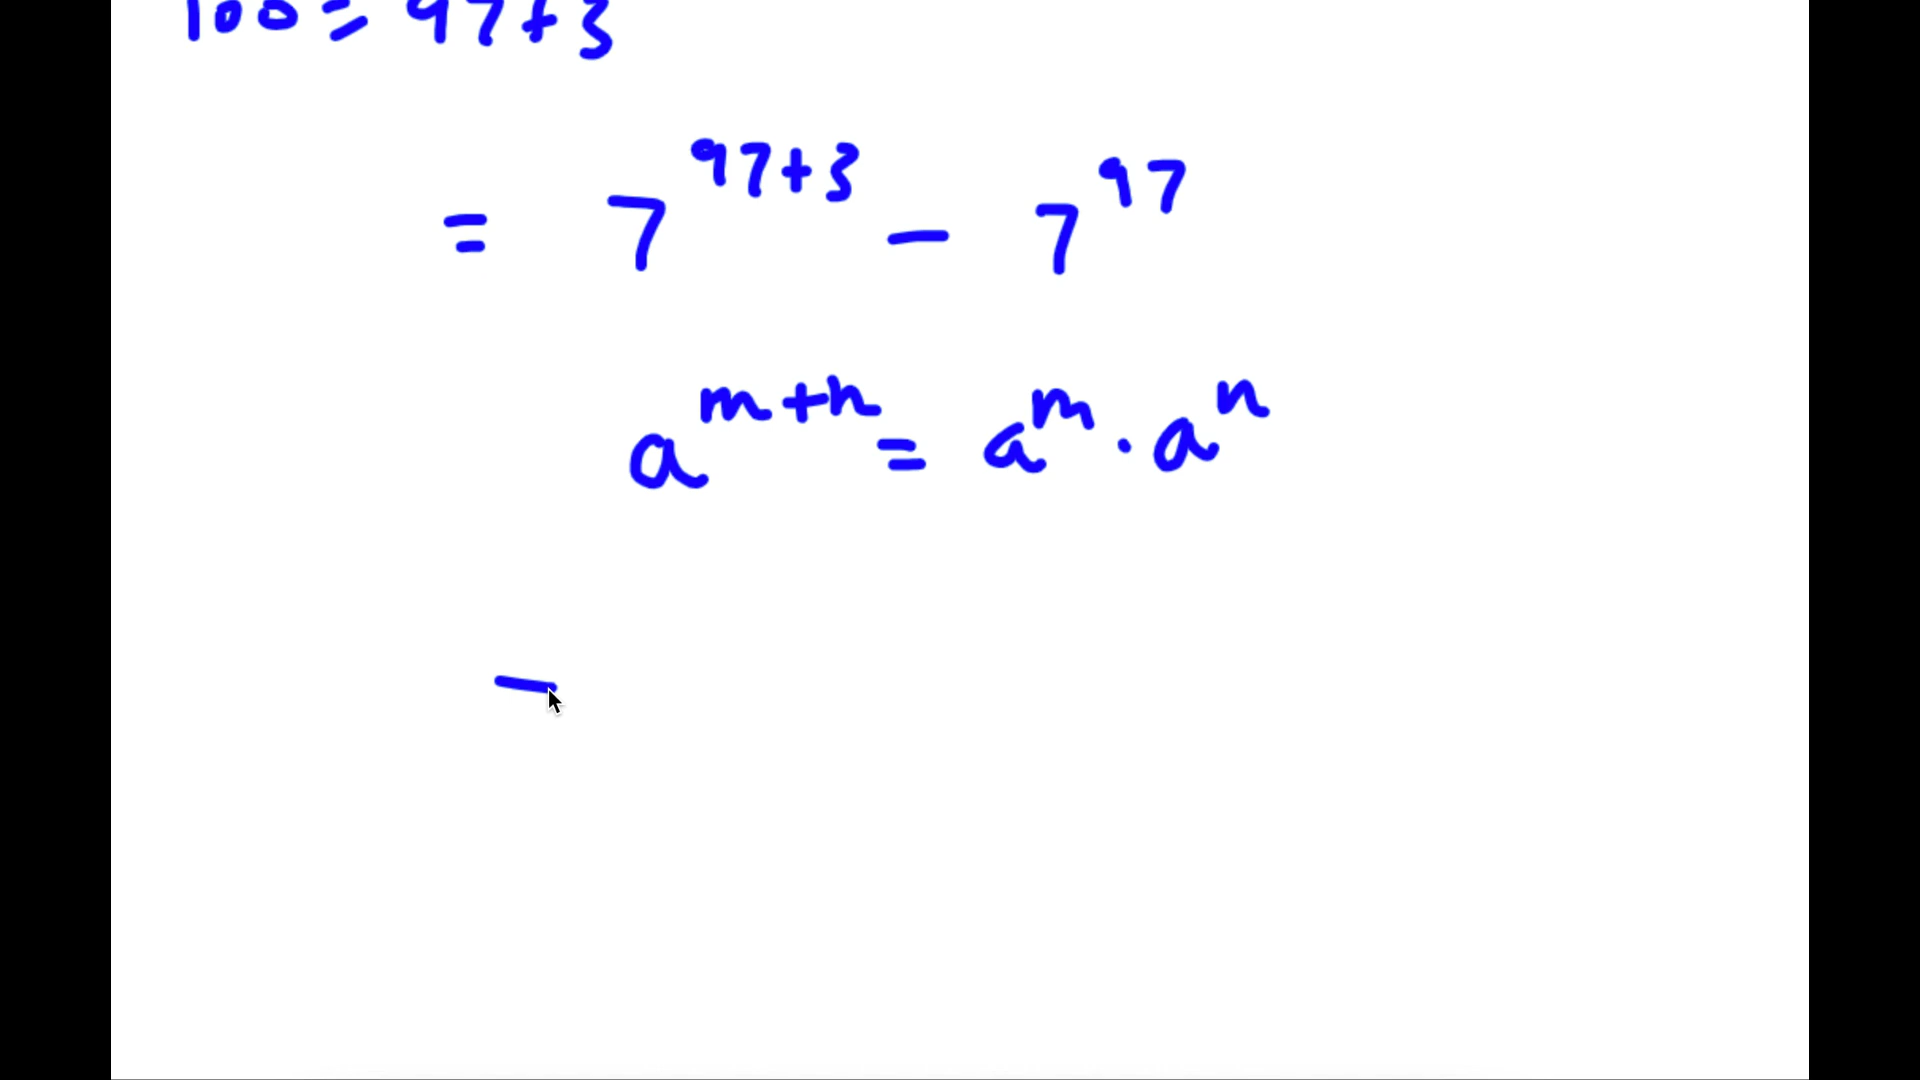 100 = 97+3
= 7^{97+3} - 7^{97}
a^{m+n} = a^m · a^n